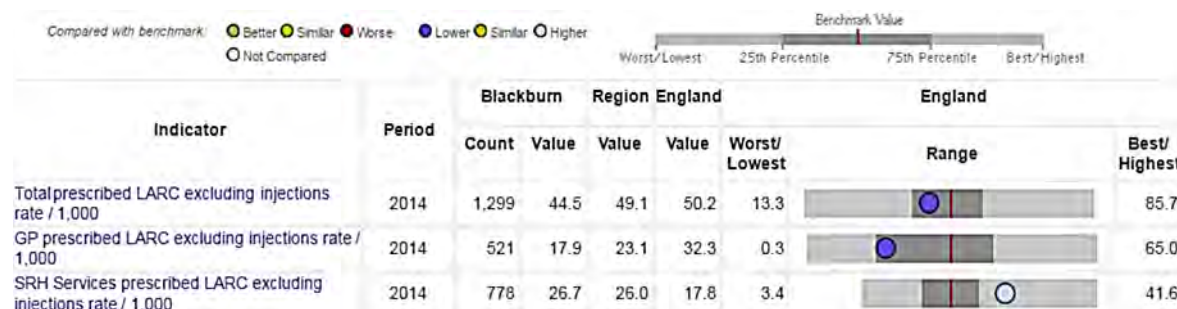 Compared with benchmark: Better Similar Worse Lower Similar Higher
Not Compared
Benchmark Value
Worst/Lowest 25th Percentile 75th Percentile Best/Highest
Blackburn Region England England
Indicator Period Count Value Value Value Worst/Lowest Range Best/Highest
Total prescribed LARC excluding injections
rate / 1,000 2014 1,299 44.5 49.1 50.2 13.3 85.7
GP prescribed LARC excluding injections rate /
1,000 2014 521 17.9 23.1 32.3 0.3 65.0
SRH Services prescribed LARC excluding
injections rate / 1,000 2014 778 26.7 26.0 17.8 3.4 41.6